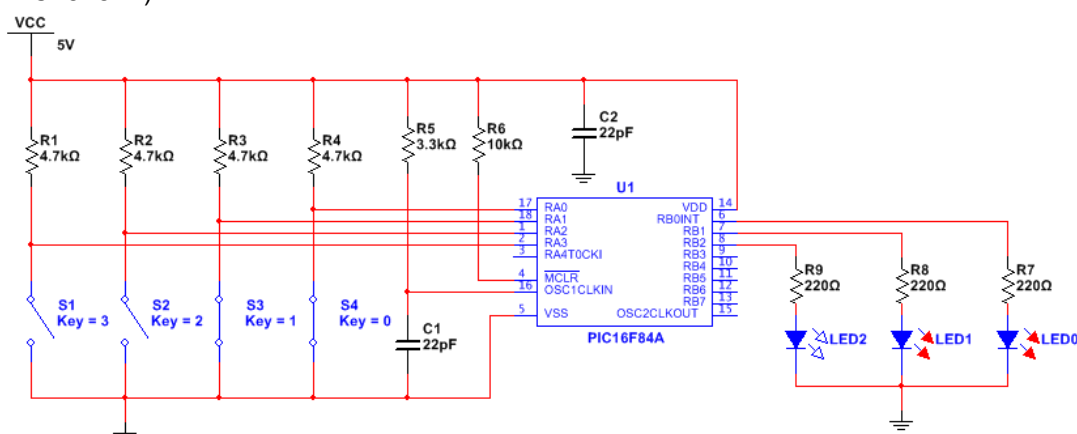 VCC
5V
R1
4.7kΩ
R2
4.7kΩ
R3
4.7kΩ
R4
4.7kΩ
R5
3.3kΩ
R6
10kΩ
C2
22pF
U1
17 RA0 VDD 14
18 RA1 RB0INT 6
1 RA2 RB1 7
2 RA3 RB2 8
3 RA4T0CKI RB3 9
RB4 10
4 MCLR RB5 11
16 OSC1CLKIN RB6 12
RB7 13
5 VSS OSC2CLKOUT 15
PIC16F84A
S1
Key = 3
S2
Key = 2
S3
Key = 1
S4
Key = 0
C1
22pF
R9
220Ω
R8
220Ω
R7
220Ω
LED2
LED1
LED0